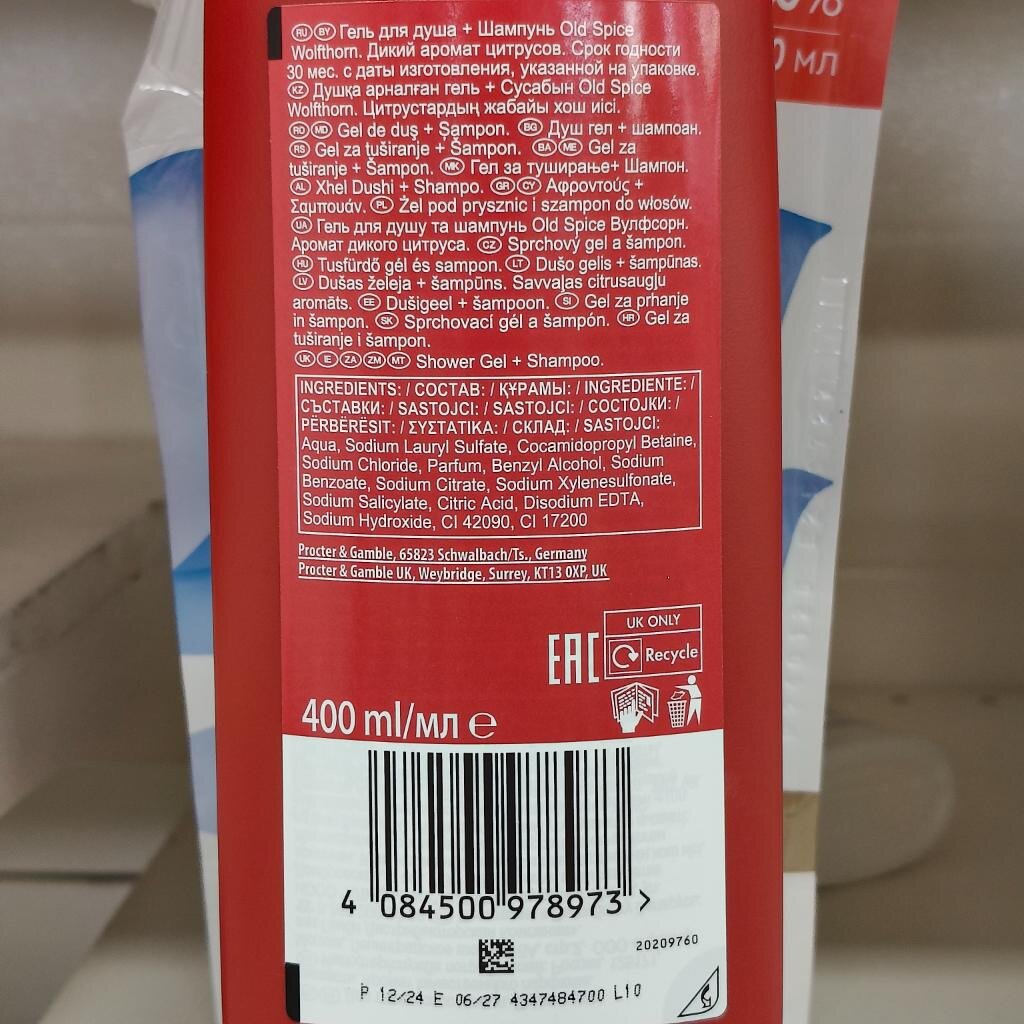 RU BY Гель для душа + Шампунь Old Spice
Wolfthorn. Дикий аромат цитрусов. Срок годности
30 мес. с даты изготовления, указанной на упаковке.
KZ Душқа арналған гель + Сусабын Old Spice
Wolfthorn. Цитрустардың жабайы хош иісі.
RO MD Gel de duş + Şampon. BG Душ гел + шампоан.
RS Gel za tuširanje + Šampon. BA ME Gel za
tuširanje + Šampon. MK Гел за туширање+ Шампон.
AL Xhel Dushi + Shampo. GR CY Αφροντούς +
Σαμπουάν. PL Żel pod prysznic i szampon do włosów.
UA Гель для душу та шампунь Old Spice Вулфсорн.
Аромат дикого цитруса. CZ Sprchový gel a šampon.
HU Tusfürdő gél és sampon. LT Dušo gelis + šampūnas.
LV Dušas želeja + šampūns. Savvaļas citrusaugļu
aromāts. EE Dušigeel + šampoon. SI Gel za prhanje
in šampon. SK Sprchovací gél a šampón. HR Gel za
tuširanje i šampon.
UK IE ZA ZM MT Shower Gel + Shampoo.
INGREDIENTS: / СОСТАВ: / ҚҰРАМЫ: / INGREDIENTE: /
СЪСТАВКИ: / SASTOJCI: / SASTOJCI: / СОСТОЈКИ: /
PËRBËRËSIT: / ΣΥΣΤΑΤΙΚΑ: / СКЛАД: / SASTOJCI:
Aqua, Sodium Lauryl Sulfate, Cocamidopropyl Betaine,
Sodium Chloride, Parfum, Benzyl Alcohol, Sodium
Benzoate, Sodium Citrate, Sodium Xylenesulfonate,
Sodium Salicylate, Citric Acid, Disodium EDTA,
Sodium Hydroxide, CI 42090, CI 17200
Procter & Gamble, 65823 Schwalbach/Ts., Germany
Procter & Gamble UK, Weybridge, Surrey, KT13 0XP, UK
EAC
UK ONLY
Recycle
400 ml/мл ℮
4 084500 978973 >
20209760
P 12/24 E 06/27 4347484700 L10
%
0 мл